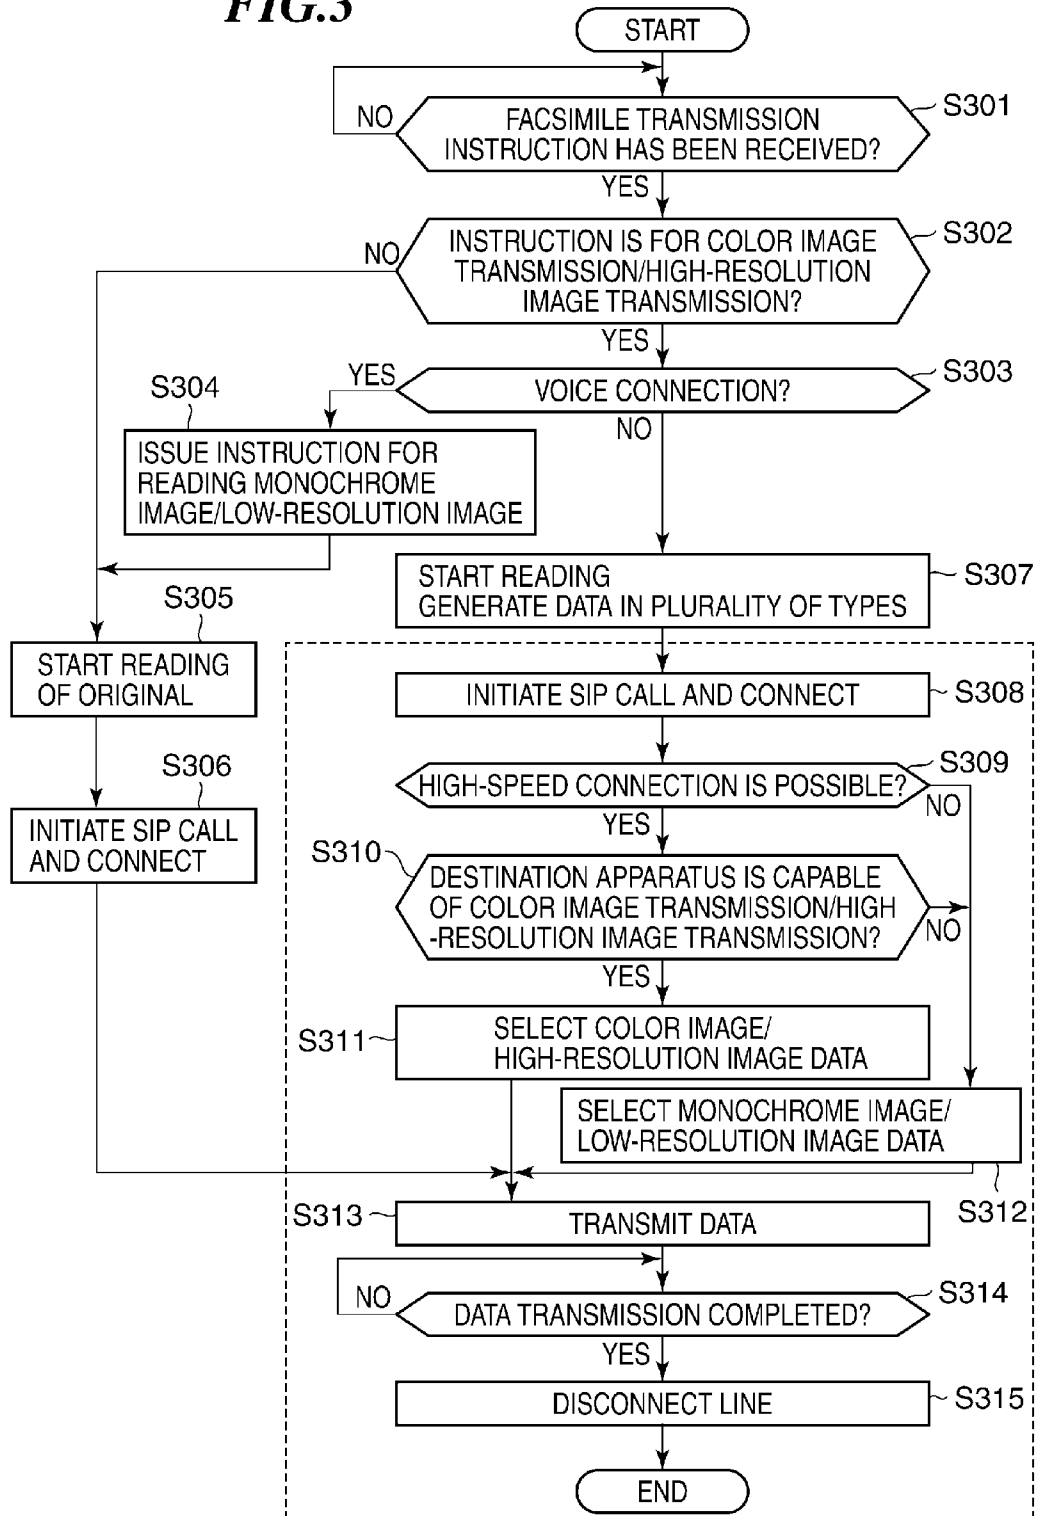 FIG.3
START
S301
NO
FACSIMILE TRANSMISSION
INSTRUCTION HAS BEEN RECEIVED?
YES
S302
NO
INSTRUCTION IS FOR COLOR IMAGE
TRANSMISSION/HIGH-RESOLUTION
IMAGE TRANSMISSION?
YES
S303
YES
VOICE CONNECTION?
NO
S304
ISSUE INSTRUCTION FOR
READING MONOCHROME
IMAGE/LOW-RESOLUTION IMAGE
S307
START READING
GENERATE DATA IN PLURALITY OF TYPES
S305
START READING
OF ORIGINAL
S308
INITIATE SIP CALL AND CONNECT
S306
INITIATE SIP CALL
AND CONNECT
S309
HIGH-SPEED CONNECTION IS POSSIBLE?
NO
YES
S310
DESTINATION APPARATUS IS CAPABLE
OF COLOR IMAGE TRANSMISSION/HIGH
-RESOLUTION IMAGE TRANSMISSION?
NO
YES
S311
SELECT COLOR IMAGE/
HIGH-RESOLUTION IMAGE DATA
SELECT MONOCHROME IMAGE/
LOW-RESOLUTION IMAGE DATA
S312
S313
TRANSMIT DATA
NO
S314
DATA TRANSMISSION COMPLETED?
YES
S315
DISCONNECT LINE
END